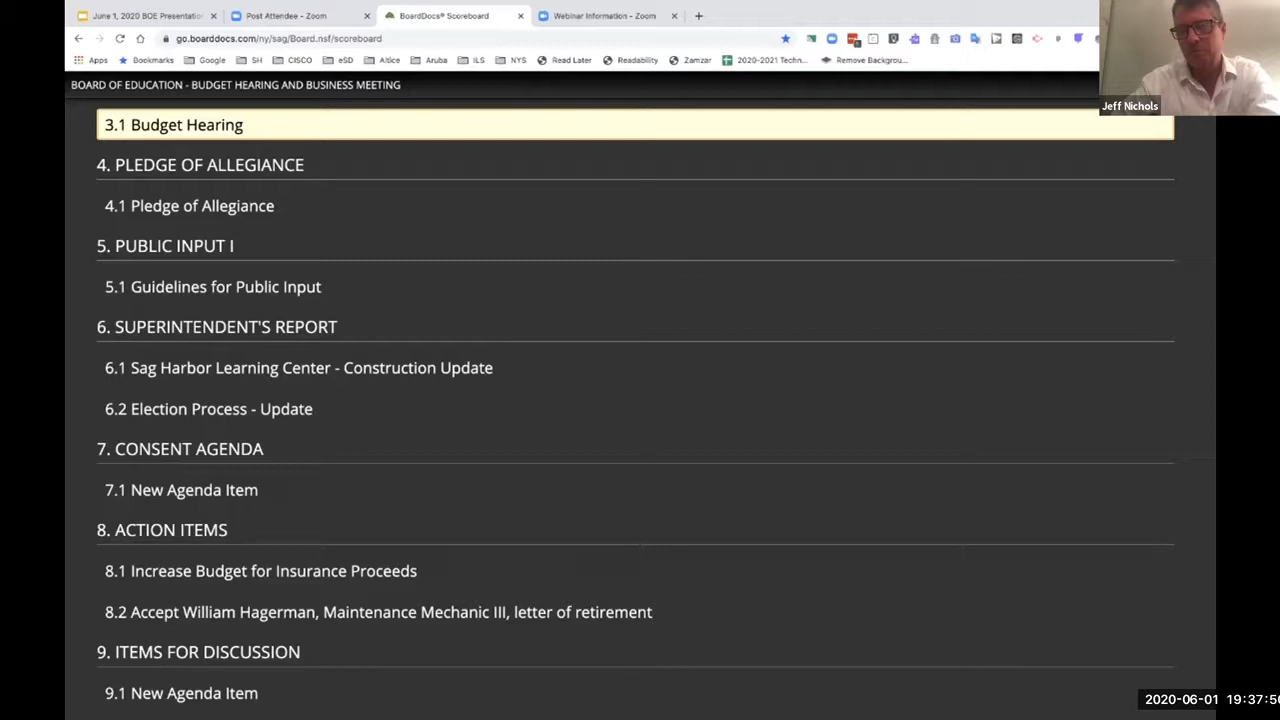 June 1, 2020 BOE Presentatio
Post Attendee - Zoom
BoardDocs® Scoreboard
Webinar Information - Zoom
go.boarddocs.com/ny/sag/Board.nsf/scoreboard
Apps
Bookmarks
Google
SH
CISCO
eSD
Altice
Aruba
ILS
NYS
Read Later
Readability
Zamzar
2020-2021 Techn...
Remove Backgrou...
BOARD OF EDUCATION - BUDGET HEARING AND BUSINESS MEETING
Jeff Nichols
3.1 Budget Hearing
4. PLEDGE OF ALLEGIANCE
4.1 Pledge of Allegiance
5. PUBLIC INPUT I
5.1 Guidelines for Public Input
6. SUPERINTENDENT'S REPORT
6.1 Sag Harbor Learning Center - Construction Update
6.2 Election Process - Update
7. CONSENT AGENDA
7.1 New Agenda Item
8. ACTION ITEMS
8.1 Increase Budget for Insurance Proceeds
8.2 Accept William Hagerman, Maintenance Mechanic III, letter of retirement
9. ITEMS FOR DISCUSSION
9.1 New Agenda Item
2020-06-01 19:37:50